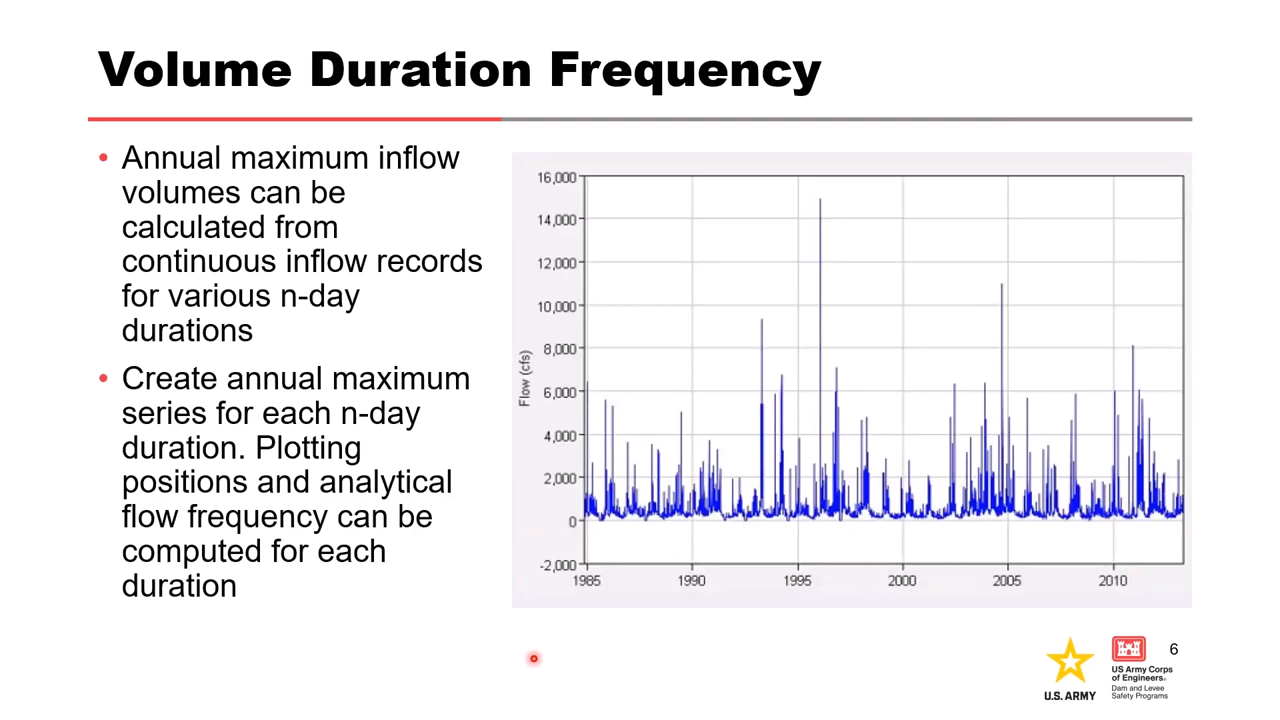 Volume Duration Frequency
• Annual maximum inflow
volumes can be
calculated from
continuous inflow records
for various n-day
durations
• Create annual maximum
series for each n-day
duration. Plotting
positions and analytical
flow frequency can be
computed for each
duration
Flow (cfs)
16,000
14,000
12,000
10,000
8,000
6,000
4,000
2,000
0
-2,000
1985 1990 1995 2000 2005 2010
U.S. ARMY
US Army Corps
of Engineers®
Dam and Levee
Safety Programs
6